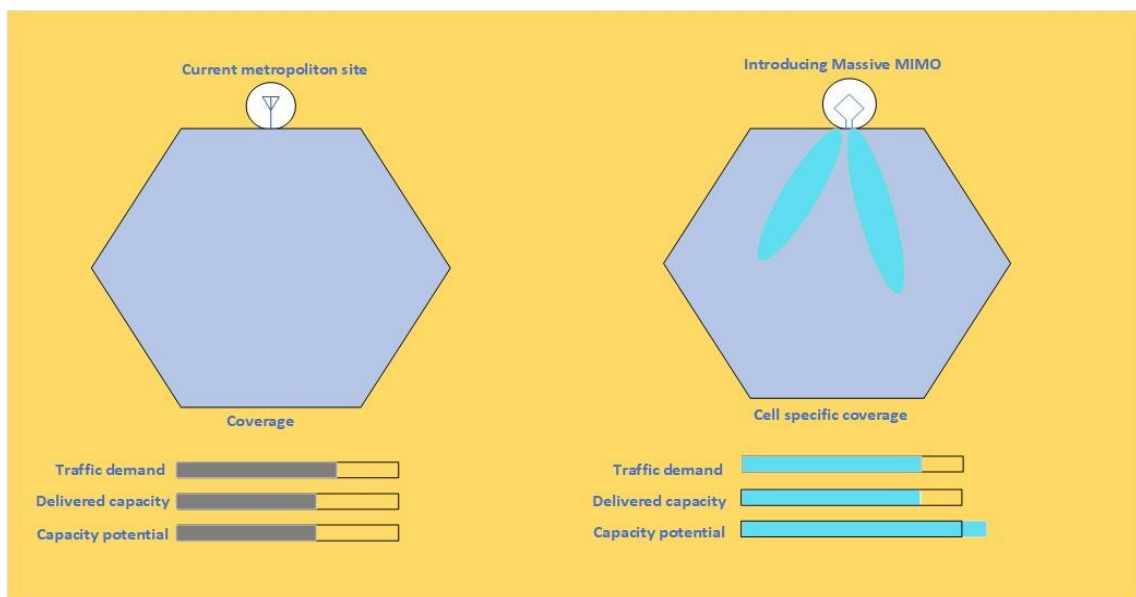 Current metropoliton site
Coverage
Traffic demand
Delivered capacity
Capacity potential
Introducing Massive MIMO
Cell specific coverage
Traffic demand
Delivered capacity
Capacity potential